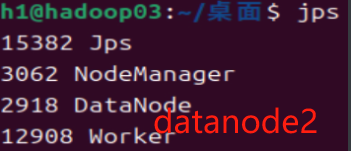 h1@hadoop03:~/桌面$ jps
15382 Jps
3062 NodeManager
2918 DataNode
12908 Worker
datanode2